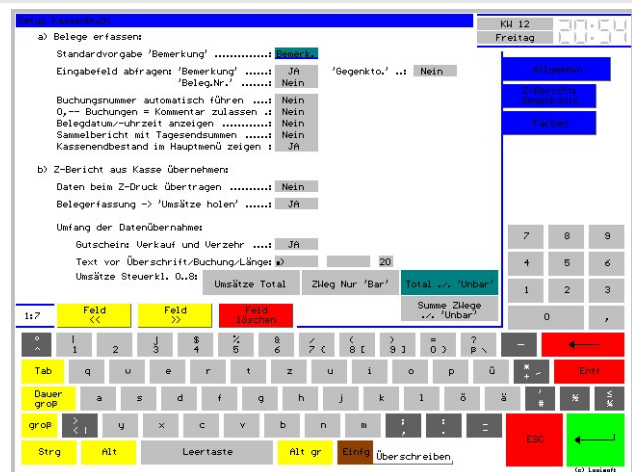 Setup Kassenbuch
KW 12
Freitag
20:54
a) Belege erfassen:
Standardvorgabe 'Bemerkung' ......: Bemerk.
Eingabefeld abfragen: 'Bemerkung' .....: JA 'Gegenkto.' ..: Nein
'Beleg.Nr.' ......: Nein
Buchungsnummer automatisch führen ....: Nein
0,-- Buchungen = Kommentar zulassen .: Nein
Belegdatum/-uhrzeit anzeigen ..........: Nein
Sammelbericht mit Tagesendsummen .....: Nein
Kassenendbestand im Hauptmenü zeigen : JA
Allgemein
Z-Bericht:
Gegenkonto
Farben
b) Z-Bericht aus Kasse übernehmen:
Daten beim Z-Druck übertragen .........: Nein
Belegerfassung -> 'Umsätze holen' .....: JA
Umfang der Datenübernahme:
Gutschein: Verkauf und Verzehr ....: JA
Text vor Überschrift/Buchung/Länge: 20
Umsätze Steuerkl. 0..8:
Umsätze Total
ZWeg Nur 'Bar'
Total ./. 'Unbar'
Summe ZWege
./. 'Unbar'
7 8 9
4 5 6
1 2 3
0 ,
1:7
Feld
<<
Feld
>>
Feld
löschen
° ! J $ % & / ( ) = ?
^ 1 2 3 4 5 6 7 { 8 [ 9 ] 0 } β \ -
Tab q w e r t z u i o p ü * + ~ Entf
Dauer
groß a s d f g h j k l ö ä ' #
groß > < | y x c v b n m ; , : . _ -
ESC
Strg Alt Leertaste Alt gr Einfg Überschreiben
(c) LogiSoft